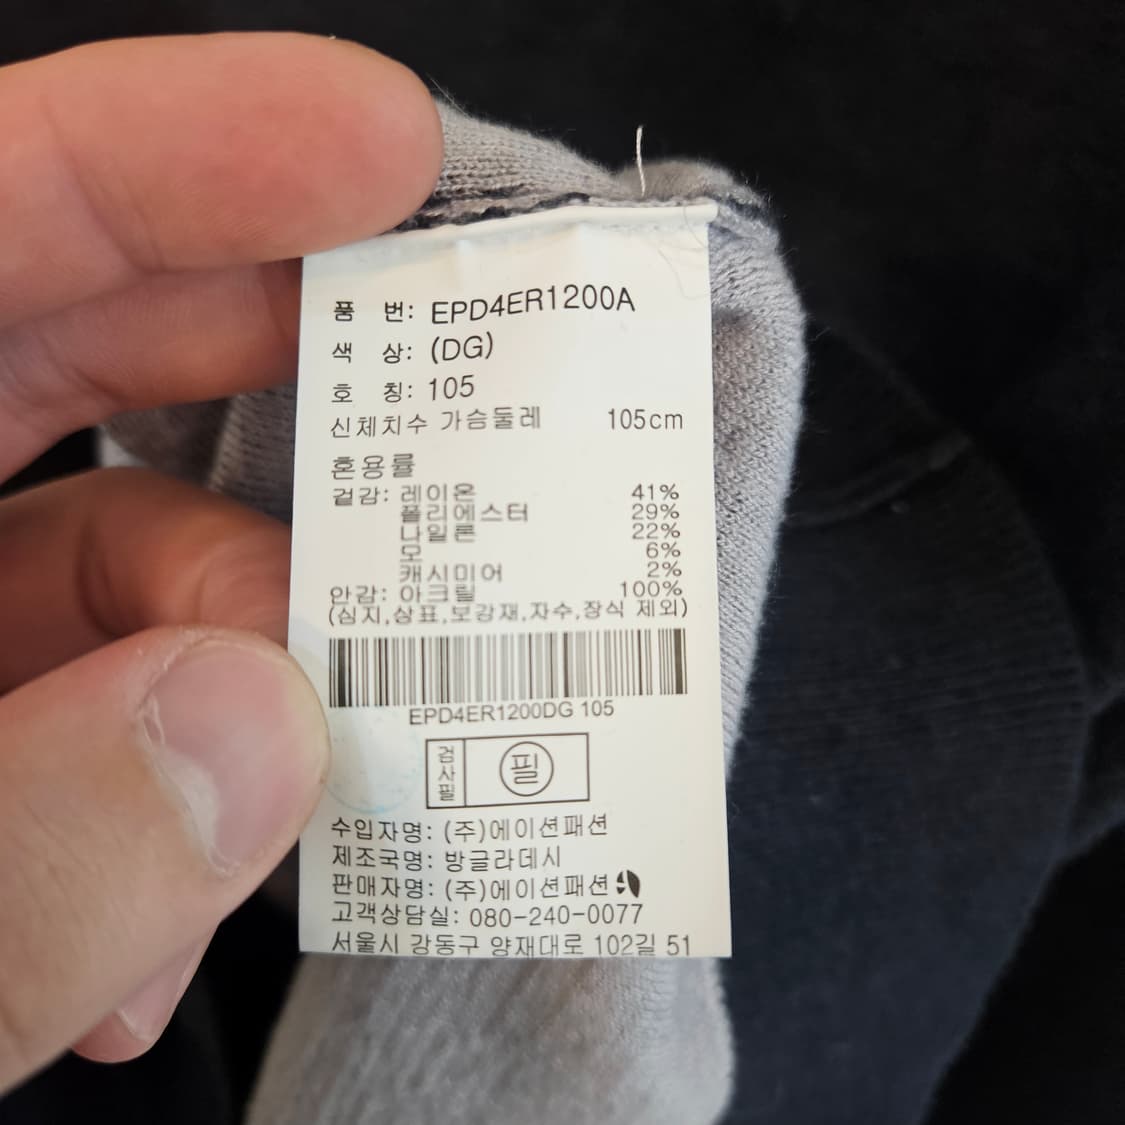 품 번: EPD4ER1200A
색 상: (DG)
호 칭: 105
신체치수 가슴둘레 105cm
혼용률
겉감: 레이온 41%
폴리에스터 29%
나일론 22%
모 6%
캐시미어 2%
안감: 아크릴 100%
(심지,상표,보강재,자수,장식 제외)
EPD4ER1200DG 105
검사필 필
수입자명: (주)에이션패션
제조국명: 방글라데시
판매자명: (주)에이션패션
고객상담실: 080-240-0077
서울시 강동구 양재대로 102길 51